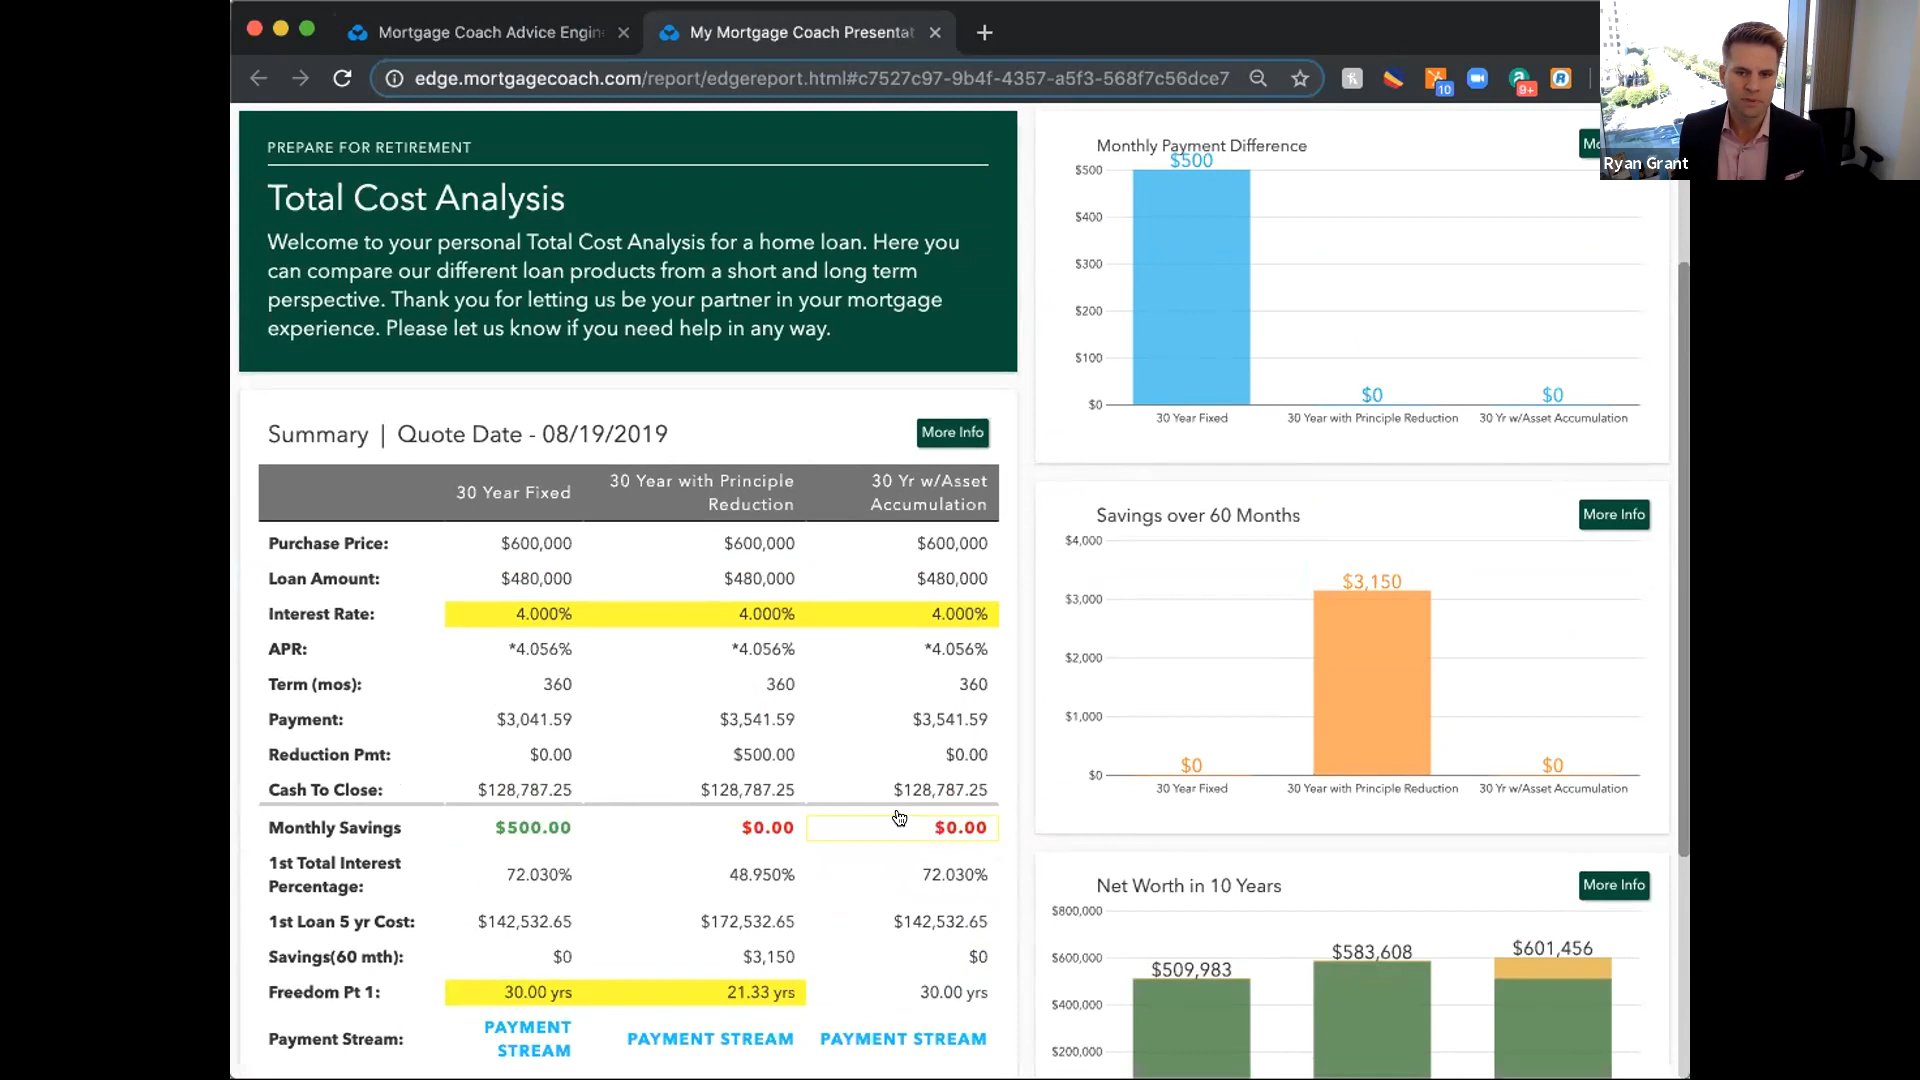 Mortgage Coach Advice Engin
My Mortgage Coach Presentat
edge.mortgagecoach.com/report/edgereport.html#c7527c97-9b4f-4357-a5f3-568f7c56dce7
10
9+
Ryan Grant
PREPARE FOR RETIREMENT
Total Cost Analysis
Welcome to your personal Total Cost Analysis for a home loan. Here you
can compare our different loan products from a short and long term
perspective. Thank you for letting us be your partner in your mortgage
experience. Please let us know if you need help in any way.
Summary | Quote Date - 08/19/2019
More Info
30 Year Fixed
30 Year with Principle
Reduction
30 Yr w/Asset
Accumulation
Purchase Price: $600,000 $600,000 $600,000
Loan Amount: $480,000 $480,000 $480,000
Interest Rate: 4.000% 4.000% 4.000%
APR: *4.056% *4.056% *4.056%
Term (mos): 360 360 360
Payment: $3,041.59 $3,541.59 $3,541.59
Reduction Pmt: $0.00 $500.00 $0.00
Cash To Close: $128,787.25 $128,787.25 $128,787.25
Monthly Savings $500.00 $0.00 $0.00
1st Total Interest
Percentage: 72.030% 48.950% 72.030%
1st Loan 5 yr Cost: $142,532.65 $172,532.65 $142,532.65
Savings(60 mth): $0 $3,150 $0
Freedom Pt 1: 30.00 yrs 21.33 yrs 30.00 yrs
Payment Stream: PAYMENT
STREAM
PAYMENT STREAM PAYMENT STREAM
Monthly Payment Difference
Mo
$500
$500
$400
$300
$200
$100
$0
$0
$0
30 Year Fixed 30 Year with Principle Reduction 30 Yr w/Asset Accumulation
Savings over 60 Months
More Info
$4,000
$3,150
$3,000
$2,000
$1,000
$0
$0
$0
30 Year Fixed 30 Year with Principle Reduction 30 Yr w/Asset Accumulation
Net Worth in 10 Years
More Info
$800,000
$509,983
$583,608
$601,456
$600,000
$400,000
$200,000